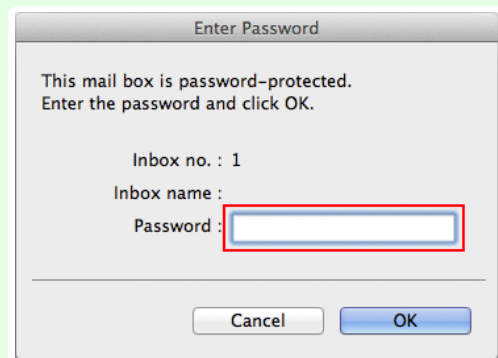 Enter Password
This mail box is password-protected.
Enter the password and click OK.
Inbox no. : 1
Inbox name :
Password :
Cancel
OK